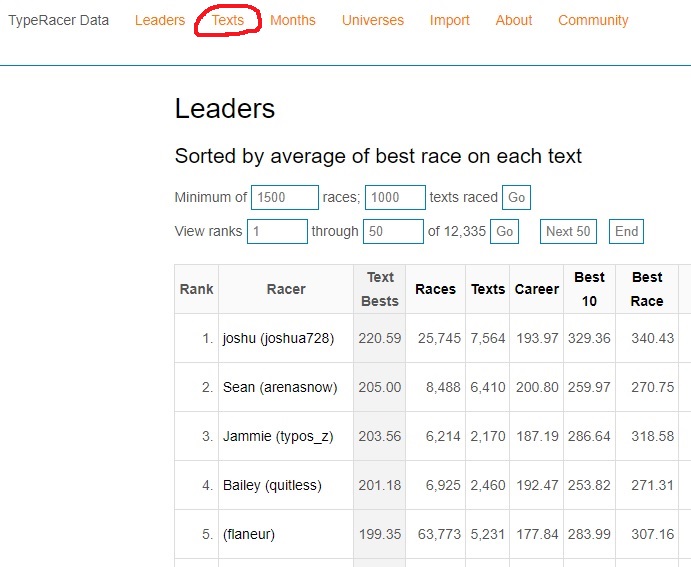 TypeRacer Data Leaders Texts Months Universes Import About Community
Leaders
Sorted by average of best race on each text
Minimum of 1500 races; 1000 texts raced Go
View ranks 1 through 50 of 12,335 Go Next 50 End
Rank Racer Text Bests Races Texts Career Best 10 Best Race
1. joshu (joshua728) 220.59 25,745 7,564 193.97 329.36 340.43
2. Sean (arenasnow) 205.00 8,488 6,410 200.80 259.97 270.75
3. Jammie (typos_z) 203.56 6,214 2,170 187.19 286.64 318.58
4. Bailey (quitless) 201.18 6,925 2,460 192.47 253.82 271.31
5. (flaneur) 199.35 63,773 5,231 177.84 283.99 307.16